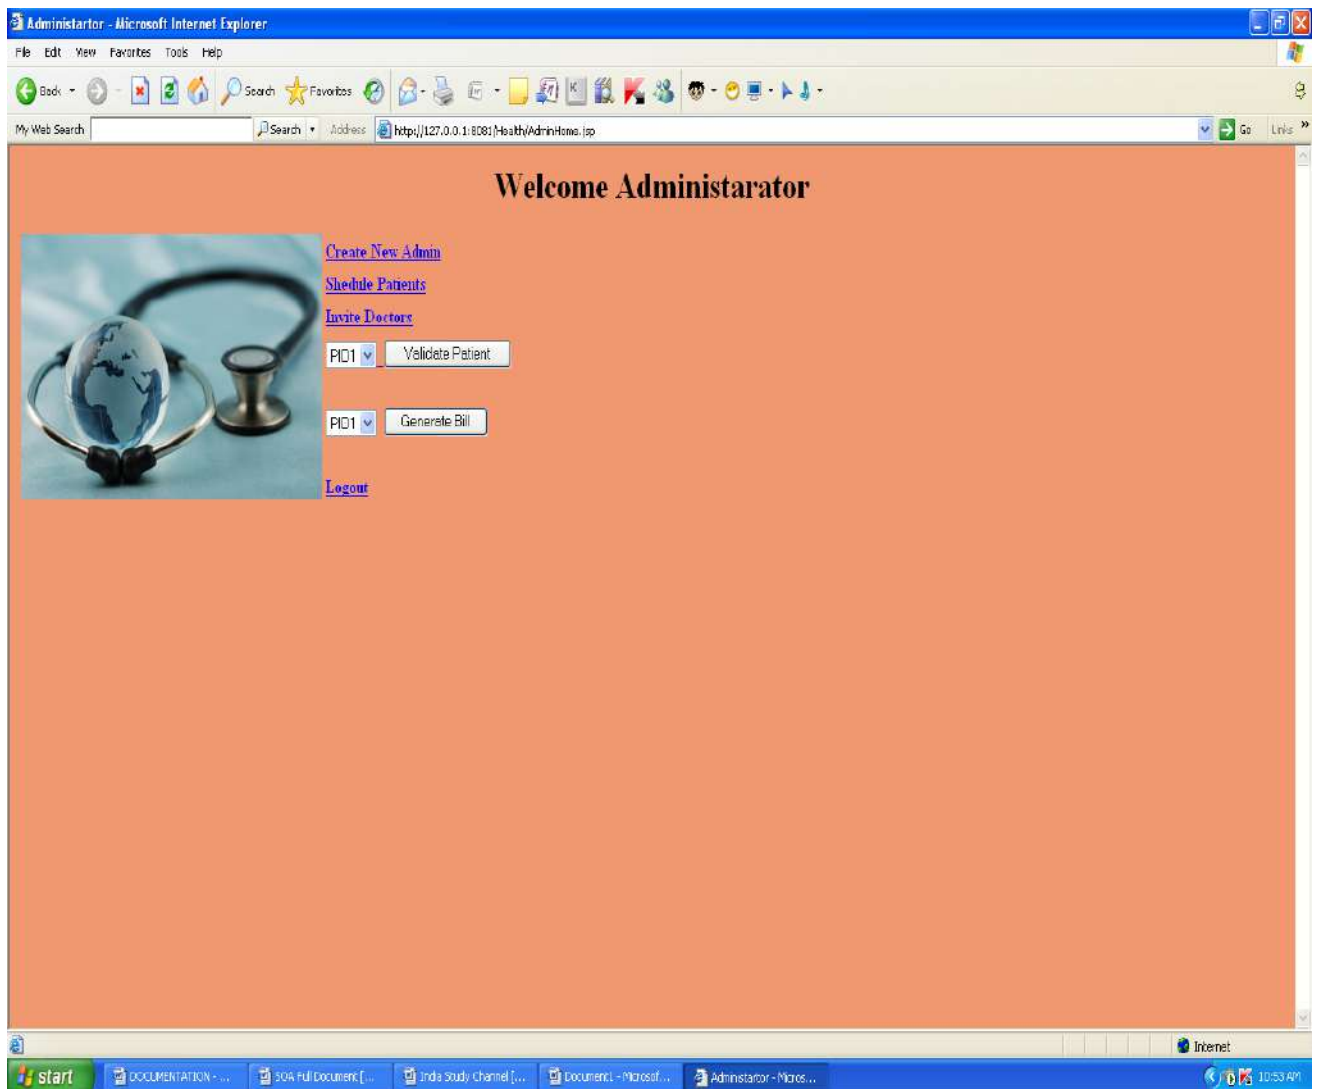 Administartor - Microsoft Internet Explorer
File Edit View Favorites Tools Help
Back Search Favorites
My Web Search Search Address http://127.0.0.1:8081/Health/AdminHome.jsp Go Links »
Welcome Administarator
Create New Admin
Shedule Patients
Invite Doctors
PID1 Validate Patient
PID1 Generate Bill
Logout
Internet
start DOCUMENTATION - ... SOA Full Document [... India Study Channel [... Document1 - Microsof... Administartor - Micros... 10:53 AM